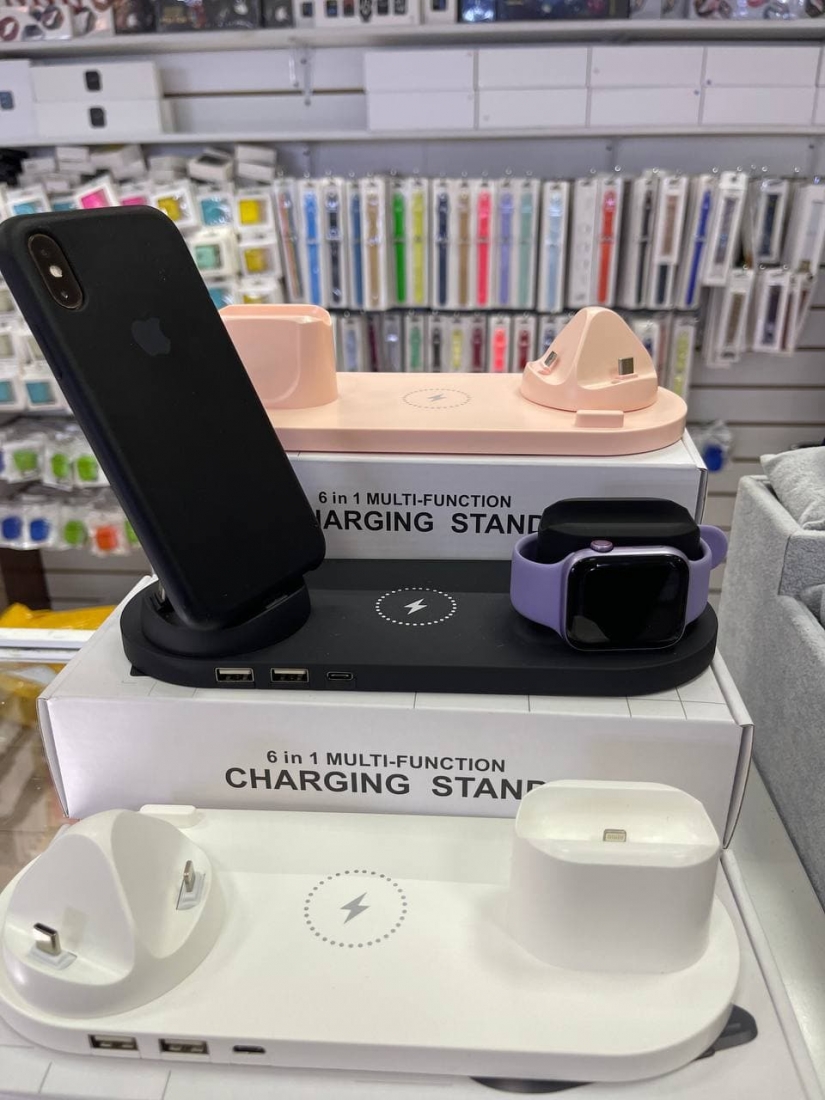 6 in 1 MULTI-FUNCTION
HARGING STAND
6 in 1 MULTI-FUNCTION
CHARGING STAND